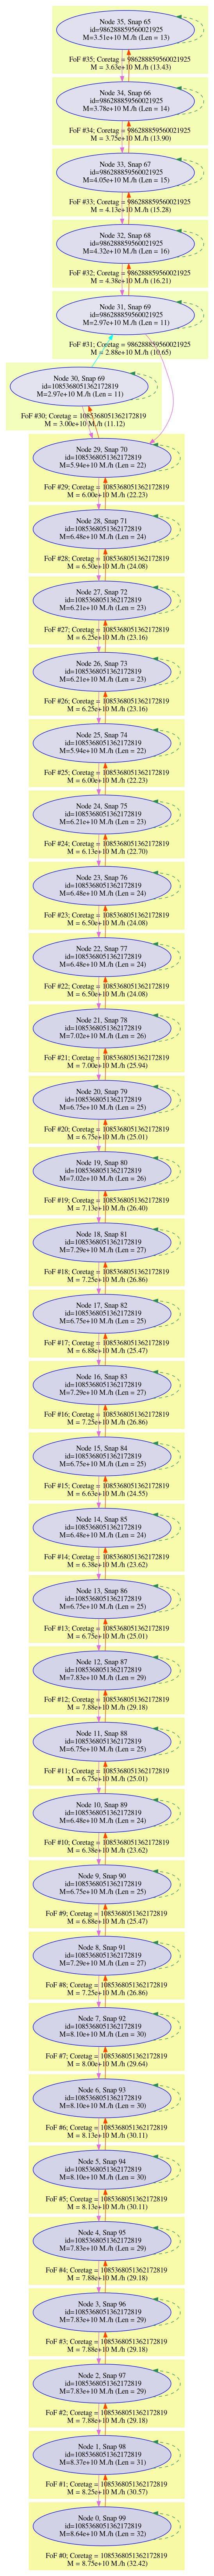 Node 35, Snap 65
id=986288859560021925
M=3.51e+10 M./h (Len = 13)
FoF #35; Coretag = 986288859560021925
M = 3.63e+10 M./h (13.43)
Node 34, Snap 66
id=986288859560021925
M=3.78e+10 M./h (Len = 14)
FoF #34; Coretag = 986288859560021925
M = 3.75e+10 M./h (13.90)
Node 33, Snap 67
id=986288859560021925
M=4.05e+10 M./h (Len = 15)
FoF #33; Coretag = 986288859560021925
M = 4.13e+10 M./h (15.28)
Node 32, Snap 68
id=986288859560021925
M=4.32e+10 M./h (Len = 16)
FoF #32; Coretag = 986288859560021925
M = 4.38e+10 M./h (16.21)
Node 31, Snap 69
id=986288859560021925
M=2.97e+10 M./h (Len = 11)
FoF #31; Coretag = 986288859560021925
M = 2.88e+10 M./h (10.65)
Node 30, Snap 69
id=1085368051362172819
M=2.97e+10 M./h (Len = 11)
FoF #30; Coretag = 1085368051362172819
M = 3.00e+10 M./h (11.12)
Node 29, Snap 70
id=1085368051362172819
M=5.94e+10 M./h (Len = 22)
FoF #29; Coretag = 1085368051362172819
M = 6.00e+10 M./h (22.23)
Node 28, Snap 71
id=1085368051362172819
M=6.48e+10 M./h (Len = 24)
FoF #28; Coretag = 1085368051362172819
M = 6.50e+10 M./h (24.08)
Node 27, Snap 72
id=1085368051362172819
M=6.21e+10 M./h (Len = 23)
FoF #27; Coretag = 1085368051362172819
M = 6.25e+10 M./h (23.16)
Node 26, Snap 73
id=1085368051362172819
M=6.21e+10 M./h (Len = 23)
FoF #26; Coretag = 1085368051362172819
M = 6.25e+10 M./h (23.16)
Node 25, Snap 74
id=1085368051362172819
M=5.94e+10 M./h (Len = 22)
FoF #25; Coretag = 1085368051362172819
M = 6.00e+10 M./h (22.23)
Node 24, Snap 75
id=1085368051362172819
M=6.21e+10 M./h (Len = 23)
FoF #24; Coretag = 1085368051362172819
M = 6.13e+10 M./h (22.70)
Node 23, Snap 76
id=1085368051362172819
M=6.48e+10 M./h (Len = 24)
FoF #23; Coretag = 1085368051362172819
M = 6.50e+10 M./h (24.08)
Node 22, Snap 77
id=1085368051362172819
M=6.48e+10 M./h (Len = 24)
FoF #22; Coretag = 1085368051362172819
M = 6.50e+10 M./h (24.08)
Node 21, Snap 78
id=1085368051362172819
M=7.02e+10 M./h (Len = 26)
FoF #21; Coretag = 1085368051362172819
M = 7.00e+10 M./h (25.94)
Node 20, Snap 79
id=1085368051362172819
M=6.75e+10 M./h (Len = 25)
FoF #20; Coretag = 1085368051362172819
M = 6.75e+10 M./h (25.01)
Node 19, Snap 80
id=1085368051362172819
M=7.02e+10 M./h (Len = 26)
FoF #19; Coretag = 1085368051362172819
M = 7.13e+10 M./h (26.40)
Node 18, Snap 81
id=1085368051362172819
M=7.29e+10 M./h (Len = 27)
FoF #18; Coretag = 1085368051362172819
M = 7.25e+10 M./h (26.86)
Node 17, Snap 82
id=1085368051362172819
M=6.75e+10 M./h (Len = 25)
FoF #17; Coretag = 1085368051362172819
M = 6.88e+10 M./h (25.47)
Node 16, Snap 83
id=1085368051362172819
M=7.29e+10 M./h (Len = 27)
FoF #16; Coretag = 1085368051362172819
M = 7.25e+10 M./h (26.86)
Node 15, Snap 84
id=1085368051362172819
M=6.75e+10 M./h (Len = 25)
FoF #15; Coretag = 1085368051362172819
M = 6.63e+10 M./h (24.55)
Node 14, Snap 85
id=1085368051362172819
M=6.48e+10 M./h (Len = 24)
FoF #14; Coretag = 1085368051362172819
M = 6.38e+10 M./h (23.62)
Node 13, Snap 86
id=1085368051362172819
M=6.75e+10 M./h (Len = 25)
FoF #13; Coretag = 1085368051362172819
M = 6.75e+10 M./h (25.01)
Node 12, Snap 87
id=1085368051362172819
M=7.83e+10 M./h (Len = 29)
FoF #12; Coretag = 1085368051362172819
M = 7.88e+10 M./h (29.18)
Node 11, Snap 88
id=1085368051362172819
M=6.75e+10 M./h (Len = 25)
FoF #11; Coretag = 1085368051362172819
M = 6.75e+10 M./h (25.01)
Node 10, Snap 89
id=1085368051362172819
M=6.48e+10 M./h (Len = 24)
FoF #10; Coretag = 1085368051362172819
M = 6.38e+10 M./h (23.62)
Node 9, Snap 90
id=1085368051362172819
M=6.75e+10 M./h (Len = 25)
FoF #9; Coretag = 1085368051362172819
M = 6.88e+10 M./h (25.47)
Node 8, Snap 91
id=1085368051362172819
M=7.29e+10 M./h (Len = 27)
FoF #8; Coretag = 1085368051362172819
M = 7.25e+10 M./h (26.86)
Node 7, Snap 92
id=1085368051362172819
M=8.10e+10 M./h (Len = 30)
FoF #7; Coretag = 1085368051362172819
M = 8.00e+10 M./h (29.64)
Node 6, Snap 93
id=1085368051362172819
M=8.10e+10 M./h (Len = 30)
FoF #6; Coretag = 1085368051362172819
M = 8.13e+10 M./h (30.11)
Node 5, Snap 94
id=1085368051362172819
M=8.10e+10 M./h (Len = 30)
FoF #5; Coretag = 1085368051362172819
M = 8.13e+10 M./h (30.11)
Node 4, Snap 95
id=1085368051362172819
M=7.83e+10 M./h (Len = 29)
FoF #4; Coretag = 1085368051362172819
M = 7.88e+10 M./h (29.18)
Node 3, Snap 96
id=1085368051362172819
M=7.83e+10 M./h (Len = 29)
FoF #3; Coretag = 1085368051362172819
M = 7.88e+10 M./h (29.18)
Node 2, Snap 97
id=1085368051362172819
M=7.83e+10 M./h (Len = 29)
FoF #2; Coretag = 1085368051362172819
M = 7.88e+10 M./h (29.18)
Node 1, Snap 98
id=1085368051362172819
M=8.37e+10 M./h (Len = 31)
FoF #1; Coretag = 1085368051362172819
M = 8.25e+10 M./h (30.57)
Node 0, Snap 99
id=1085368051362172819
M=8.64e+10 M./h (Len = 32)
FoF #0; Coretag = 1085368051362172819
M = 8.75e+10 M./h (32.42)